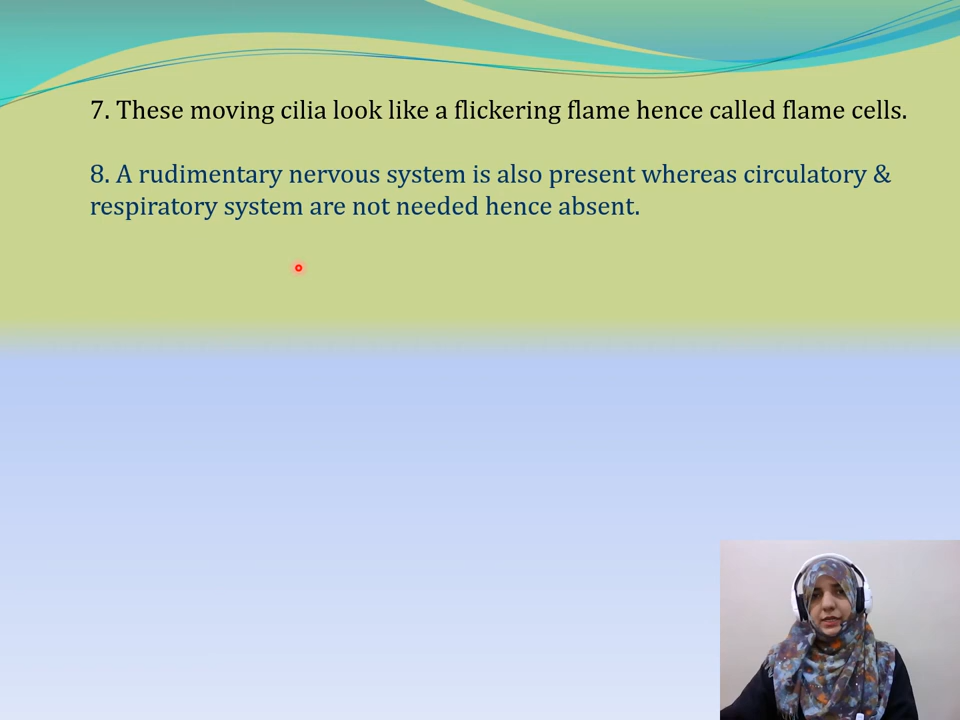 7. These moving cilia look like a flickering flame hence called flame cells.
8. A rudimentary nervous system is also present whereas circulatory &
respiratory system are not needed hence absent.